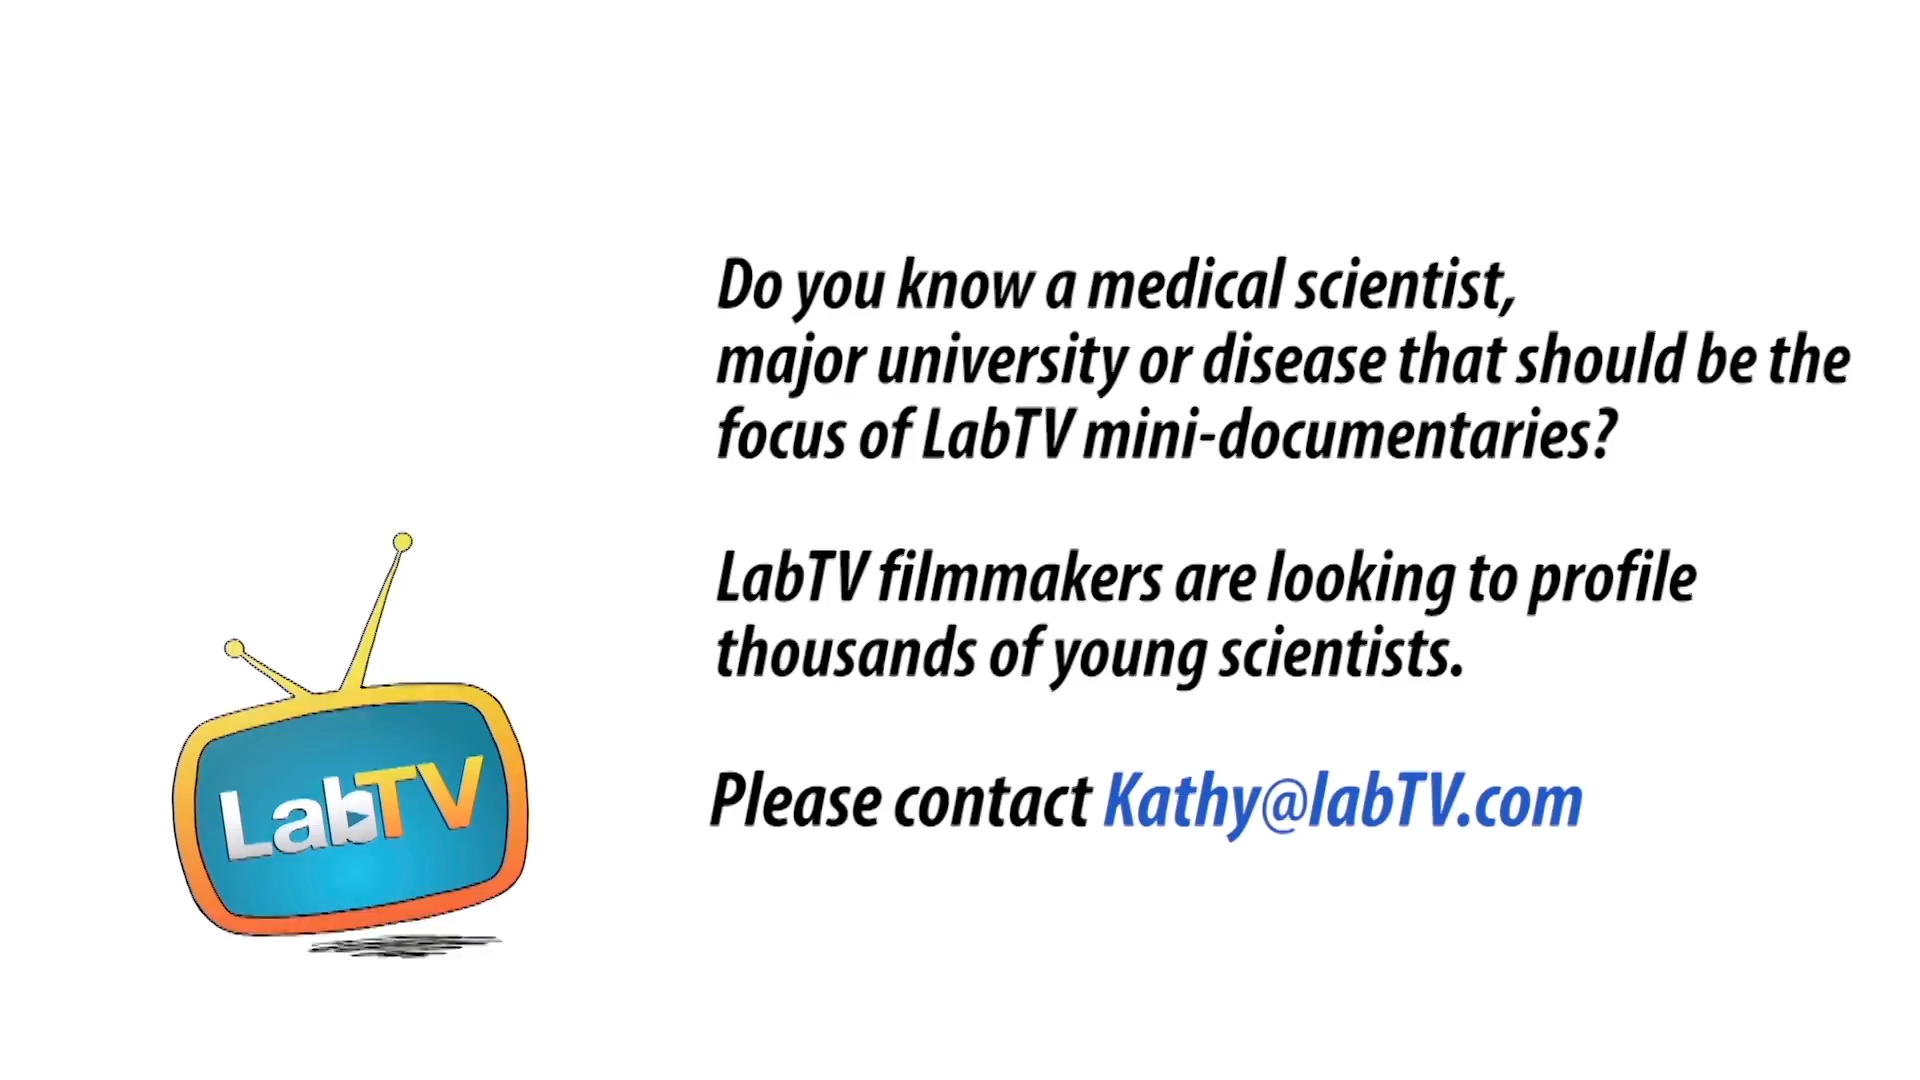 Do you know a medical scientist,
major university or disease that should be the
focus of LabTV mini-documentaries?
LabTV filmmakers are looking to profile
thousands of young scientists.
Please contact Kathy@labTV.com
LabTV